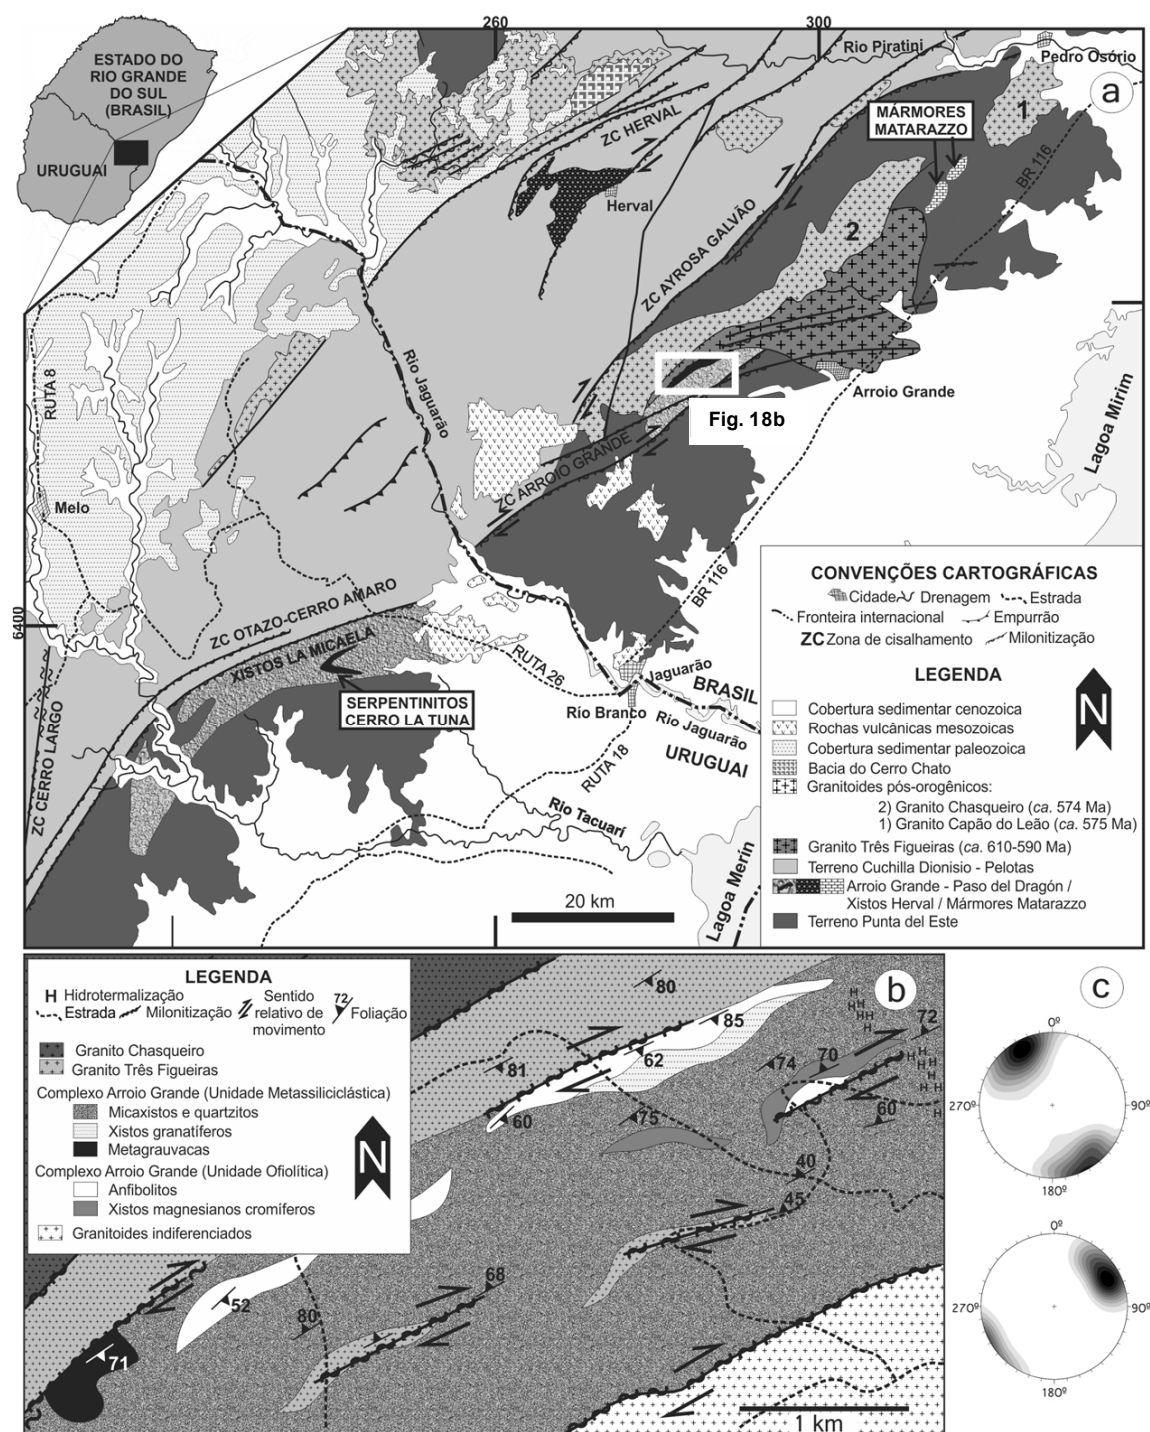 260
300
ESTADO DO
RIO GRANDE
DO SUL
(BRASIL)
URUGUAI
Rio Piratini
Pedro Osório
a
MÁRMORES
MATARAZZO
1
BR 116
ZC HERVAL
Herval
2
ZC AYROSA GALVÃO
RUTA 8
Rio Jaguarão
Arroio Grande
Lagoa Mirim
Fig. 18b
ZC ARROIO GRANDE
Melo
BR 116
6400
ZC OTAZO-CERRO AMARO
XISTOS LA MICAELA
RUTA 26
SERPENTINITOS
CERRO LA TUNA
Jaguarão
BRASIL
Río Branco
Rio Jaguarão
URUGUAI
ZC CERRO LARGO
RUTA 18
Río Tacuarí
Lagoa Merin
20 km
CONVENÇÕES CARTOGRÁFICAS
Cidade Drenagem Estrada
Fronteira internacional Empurrão
ZC Zona de cisalhamento Milonitização
LEGENDA
N
Cobertura sedimentar cenozoica
Rochas vulcânicas mesozoicas
Cobertura sedimentar paleozoica
Bacia do Cerro Chato
Granitoides pós-orogênicos:
2) Granito Chasqueiro (ca. 574 Ma)
1) Granito Capão do Leão (ca. 575 Ma)
Granito Três Figueiras (ca. 610-590 Ma)
Terreno Cuchilla Dionisio - Pelotas
Arroio Grande - Paso del Dragón /
Xistos Herval / Mármores Matarazzo
Terreno Punta del Este
LEGENDA
H Hidrotermalização
Estrada Milonitização
Sentido
relativo de
movimento
72
Foliação
Granito Chasqueiro
Granito Três Figueiras
Complexo Arroio Grande (Unidade Metassiliciclástica)
Micaxistos e quartzitos
Xistos granatíferos
Metagrauvacas
Complexo Arroio Grande (Unidade Ofiolítica)
Anfibolitos
Xistos magnesianos cromíferos
Granitoides indiferenciados
N
b
80
85
H
H
H H
H H
H
72
62
81
74
70
H H
H
H H
H
H H
H
60
75
60
40
45
68
52
80
71
1 km
c
0º
270º
90º
180º
0º
270º
90º
180º